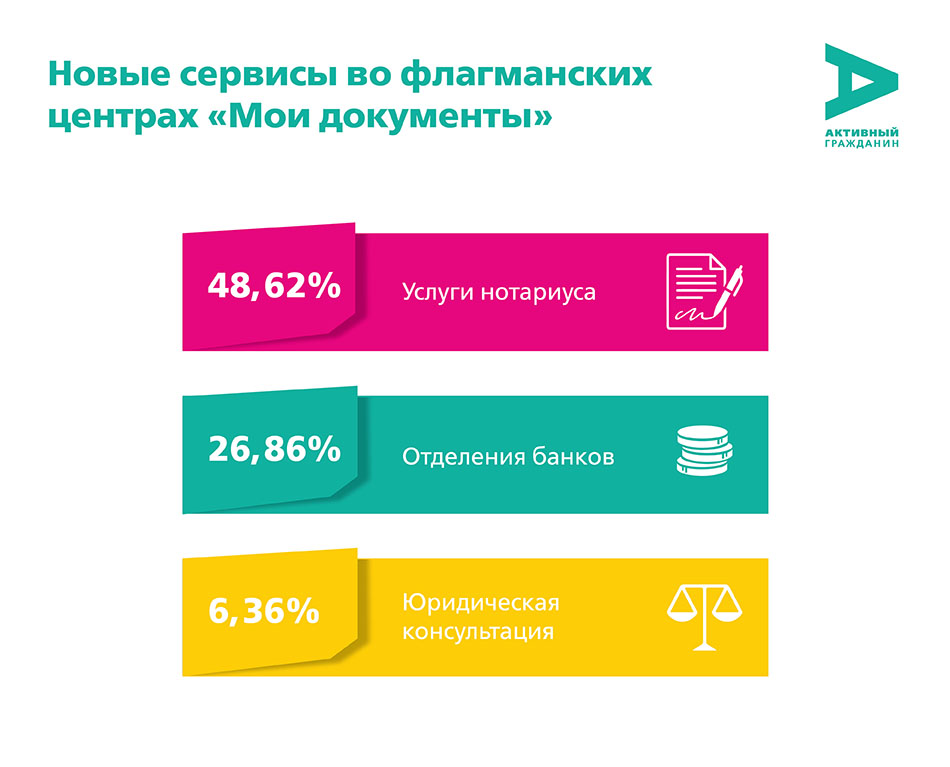 Новые сервисы во флагманских
центрах «Мои документы»
АКТИВНЫЙ
ГРАЖДАНИН
48,62%
Услуги нотариуса
26,86%
Отделения банков
6,36%
Юридическая
консультация